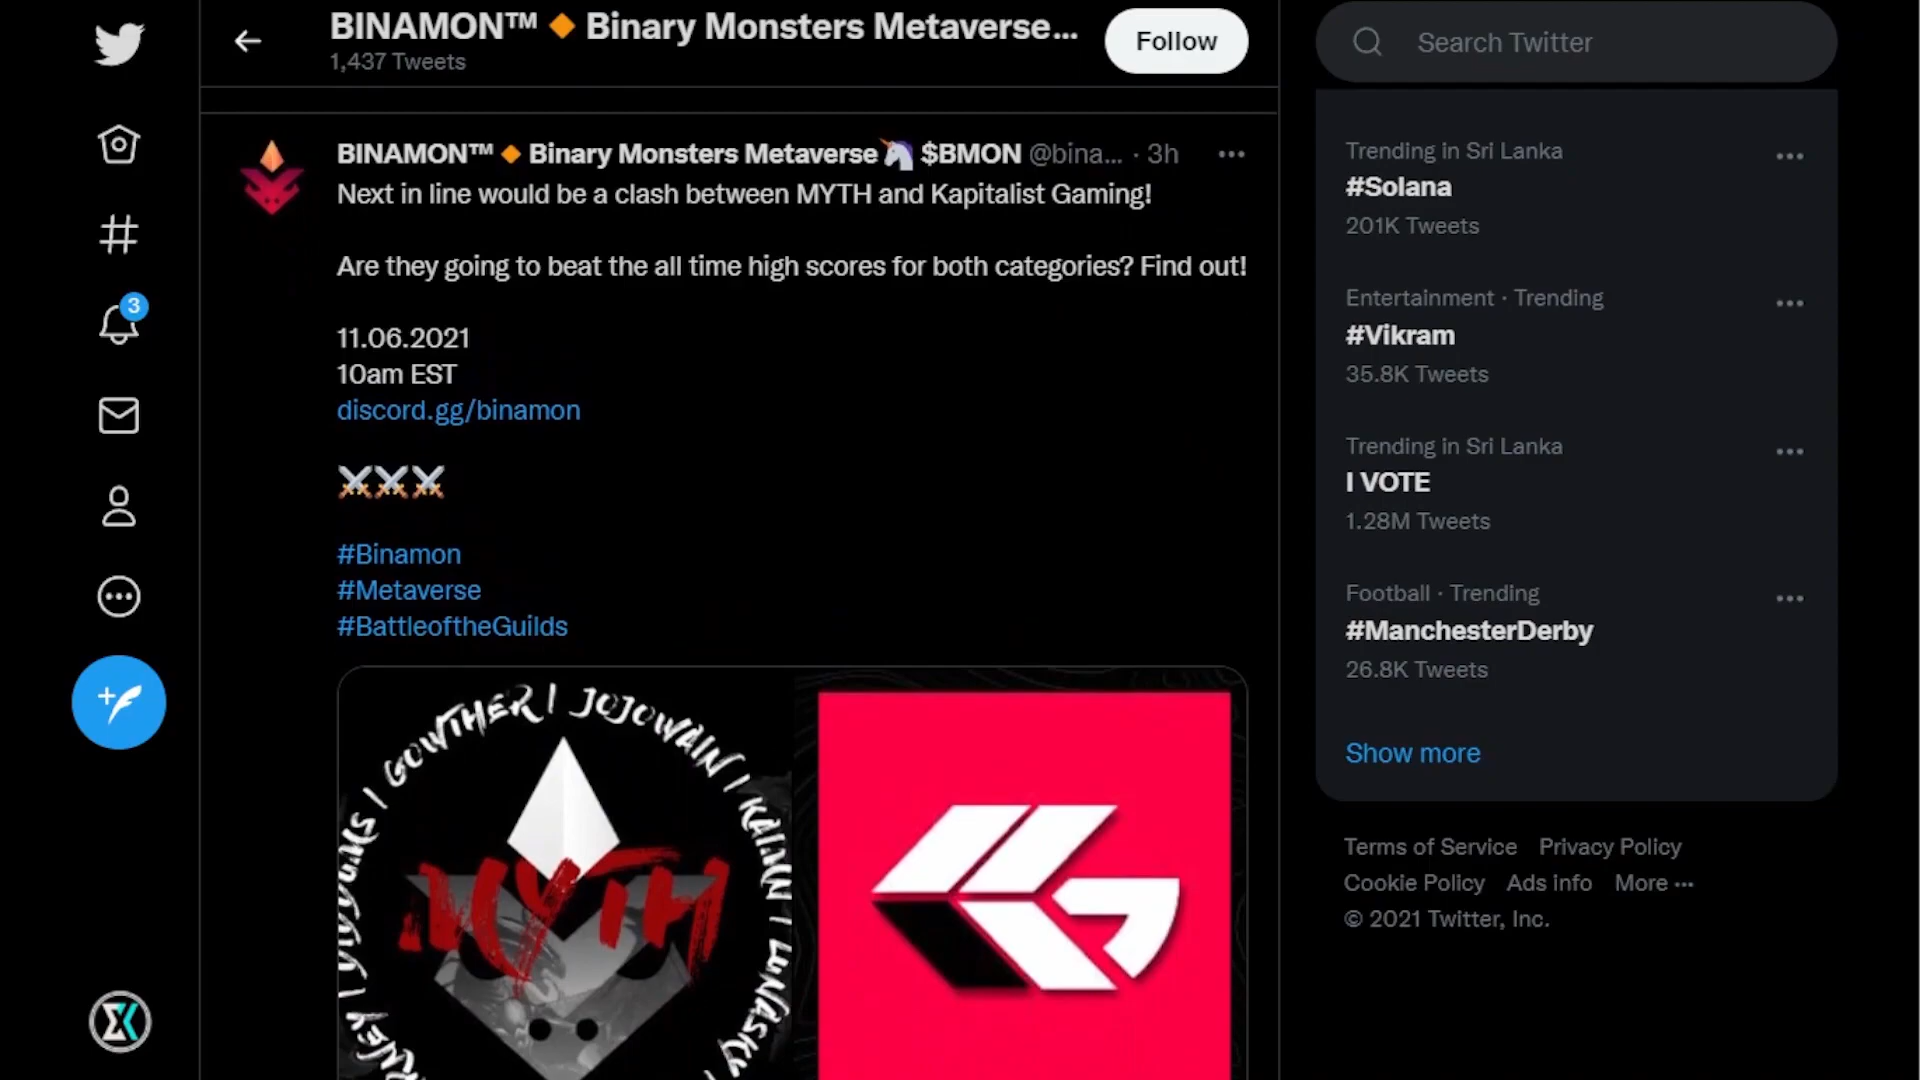 BINAMON™🔸Binary Monsters Metaverse...
1,437 Tweets
Follow
Search Twitter
3
BINAMON™🔸Binary Monsters Metaverse🦄 $BMON @bina... · 3h
Next in line would be a clash between MYTH and Kapitalist Gaming!
Are they going to beat the all time high scores for both categories? Find out!
11.06.2021
10am EST
discord.gg/binamon
⚔️⚔️⚔️
#Binamon
#Metaverse
#BattleoftheGuilds
GOWTHER | JOJOWAIN | KAIMN | LUNASKY |
MYTH
Trending in Sri Lanka
#Solana
201K Tweets
Entertainment · Trending
#Vikram
35.8K Tweets
Trending in Sri Lanka
I VOTE
1.28M Tweets
Football · Trending
#ManchesterDerby
26.8K Tweets
Show more
Terms of Service Privacy Policy
Cookie Policy Ads info More ···
© 2021 Twitter, Inc.